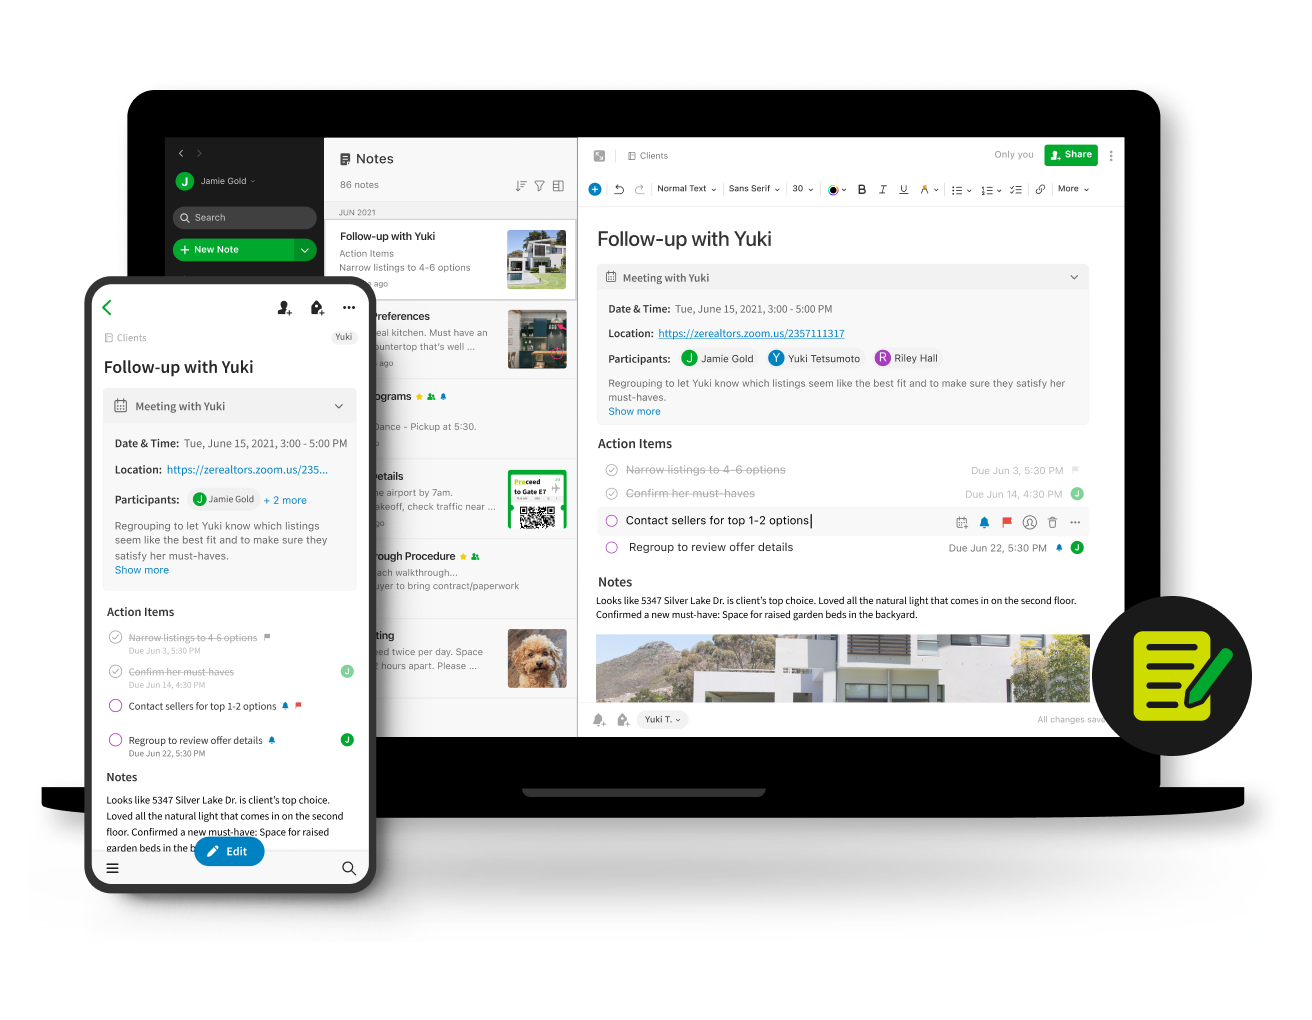 J
Jamie Gold
Search
New Note
Notes
86 notes
JUN 2021
Follow-up with Yuki
Action Items
Narrow listings to 4-6 options
ago
Preferences
eal kitchen. Must have an
ountertop that's well ...
ago
ograms
Dance - Pickup at 5:30.
etails
he airport by 7am.
akeoff, check traffic near ...
go
Proceed
to Gate E7
rough Procedure
ach walkthrough...
uyer to bring contract/paperwork
ting
ed twice per day. Space
2 hours apart. Please ...
Clients
Only you
Share
Normal Text
Sans Serif
30
B
I
U
A
More
Follow-up with Yuki
Meeting with Yuki
Date & Time: Tue, June 15, 2021, 3:00 - 5:00 PM
Location: https://zerealtors.zoom.us/2357111317
Participants: J Jamie Gold Y Yuki Tetsumoto R Riley Hall
Regrouping to let Yuki know which listings seem like the best fit and to make sure they satisfy her
must-haves.
Show more
Action Items
Narrow listings to 4-6 options Due Jun 3, 5:30 PM
Confirm her must-haves Due Jun 14, 4:30 PM J
Contact sellers for top 1-2 options
Regroup to review offer details Due Jun 22, 5:30 PM J
Notes
Looks like 5347 Silver Lake Dr. is client's top choice. Loved all the natural light that comes in on the second floor.
Confirmed a new must-have: Space for raised garden beds in the backyard.
Yuki T.
All changes save
Clients
Yuki
Follow-up with Yuki
Meeting with Yuki
Date & Time: Tue, June 15, 2021, 3:00 - 5:00 PM
Location: https://zerealtors.zoom.us/235...
Participants: J Jamie Gold + 2 more
Regrouping to let Yuki know which listings
seem like the best fit and to make sure they
satisfy her must-haves.
Show more
Action Items
Narrow listings to 4-6 options
Due Jun 3, 5:30 PM
Confirm her must-haves J
Due Jun 14, 4:30 PM
Contact sellers for top 1-2 options
Regroup to review offer details J
Due Jun 22, 5:30 PM
Notes
Looks like 5347 Silver Lake Dr. is client's top choice.
Loved all the natural light that comes in on the second
floor. Confirmed a new must-have: Space for raised
garden beds in the b
Edit